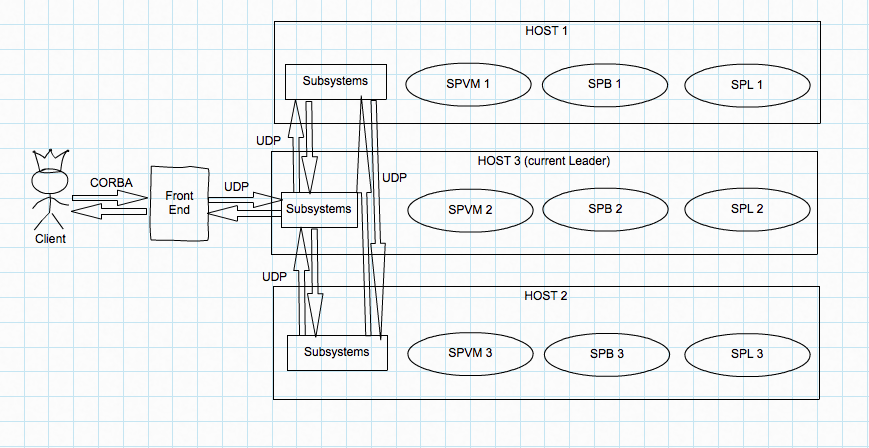 HOST 1
Subsystems
SPVM 1
SPB 1
SPL 1
UDP
HOST 3 (current Leader)
UDP
CORBA
UDP
Front
End
Subsystems
SPVM 2
SPB 2
SPL 2
Client
UDP
HOST 2
Subsystems
SPVM 3
SPB 3
SPL 3